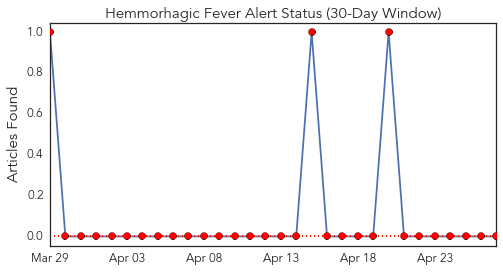 Hemmorhagic Fever Alert Status (30-Day Window)
Articles Found
1.0
0.8
0.6
0.4
0.2
0.0
Mar 29 Apr 03 Apr 08 Apr 13 Apr 18 Apr 23